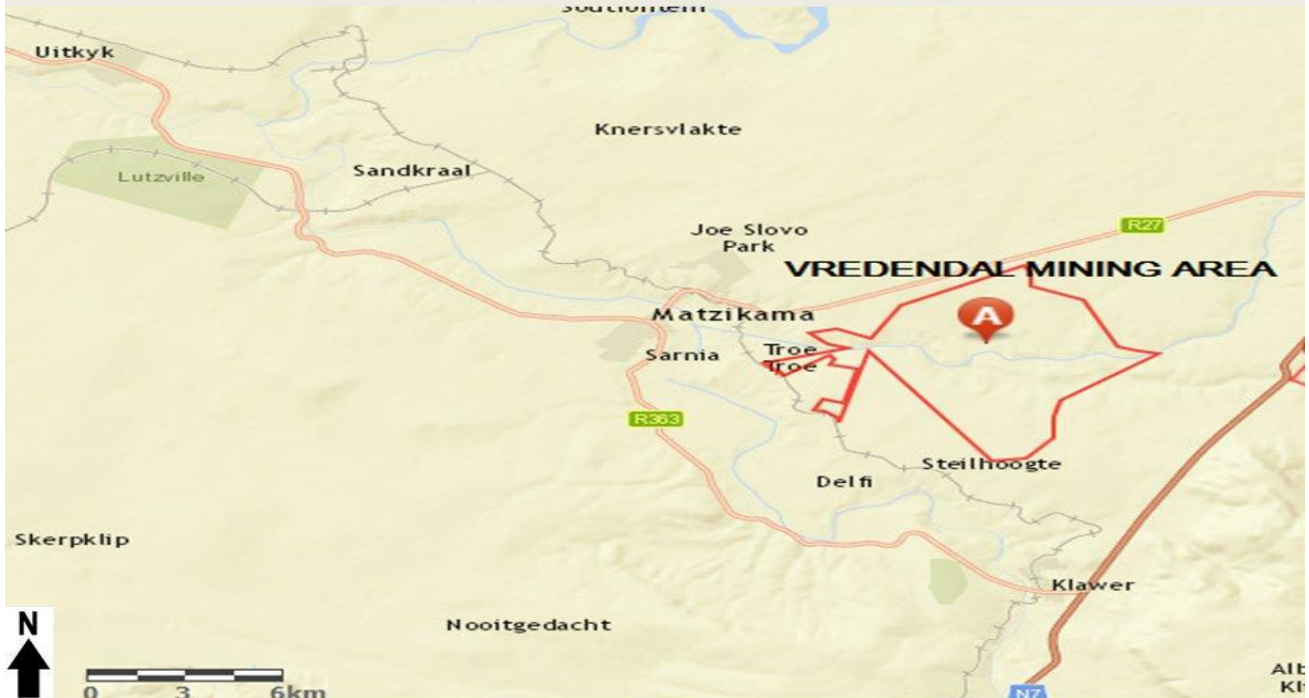 Uitkyk
Knersvlakte
Lutzville
Sandkraal
Joe Slovo
Park
R27
VREDENDAL MINING AREA
A
Matzikama
Sarnia
Troe
Troe
R363
Steilhoogte
Delfi
Skerpklip
Klawer
Nooitgedacht
N
0 3 6km
N7